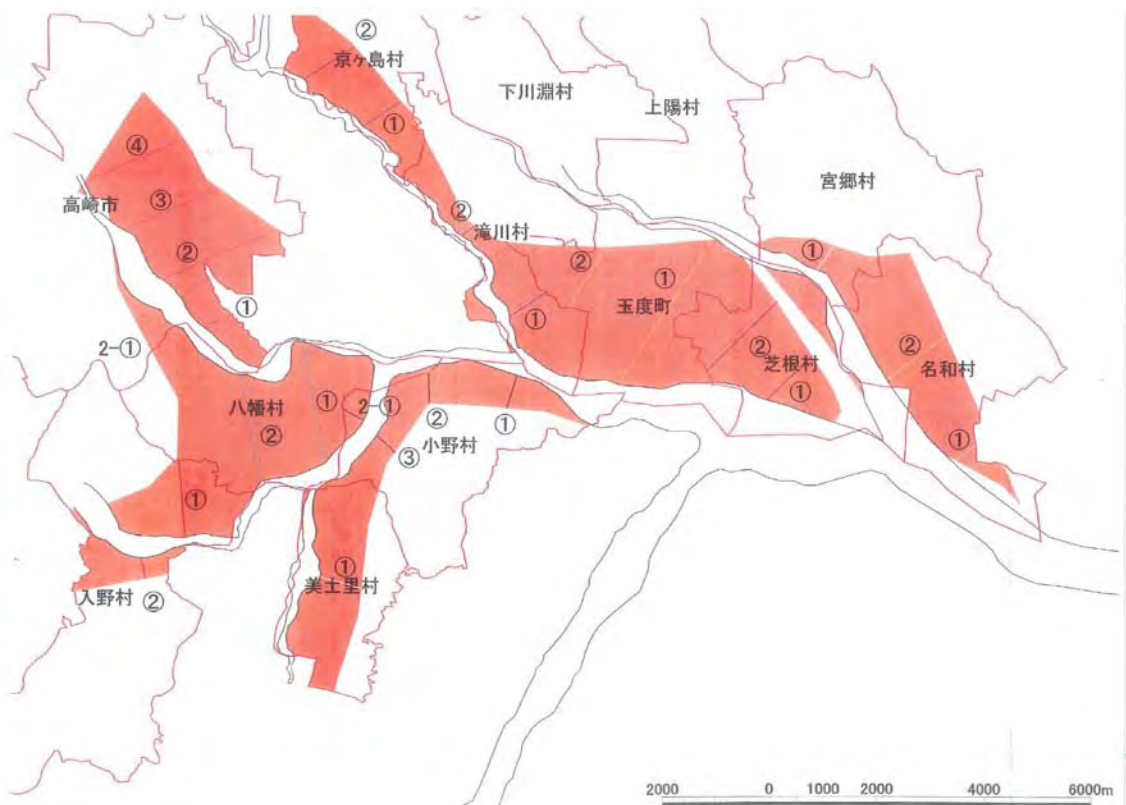 ②
京ヶ島村
下川淵村
上陽村
①
④
宮郷村
高崎市
③
②
滝川村
①
②
②
①
玉度町
①
①
2-①
②
芝根村
②
名和村
八幡村
①
2-①
②
②
小野村
①
①
③
①
①
①
美土里村
入野村
②
2000 0 1000 2000 4000 6000m